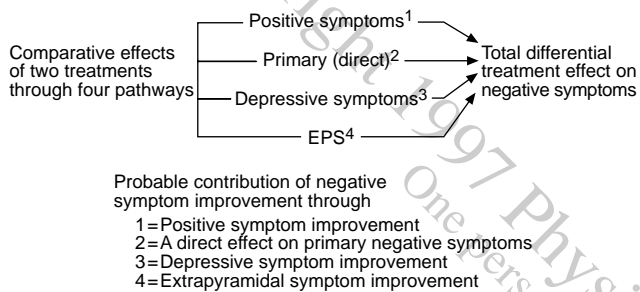 Positive symptoms1
Comparative effects
of two treatments
through four pathways
Primary (direct)2
Depressive symptoms3
EPS4
Total differential
treatment effect on
negative symptoms
Probable contribution of negative
symptom improvement through
1=Positive symptom improvement
2=A direct effect on primary negative symptoms
3=Depressive symptom improvement
4=Extrapyramidal symptom improvement
1997
One